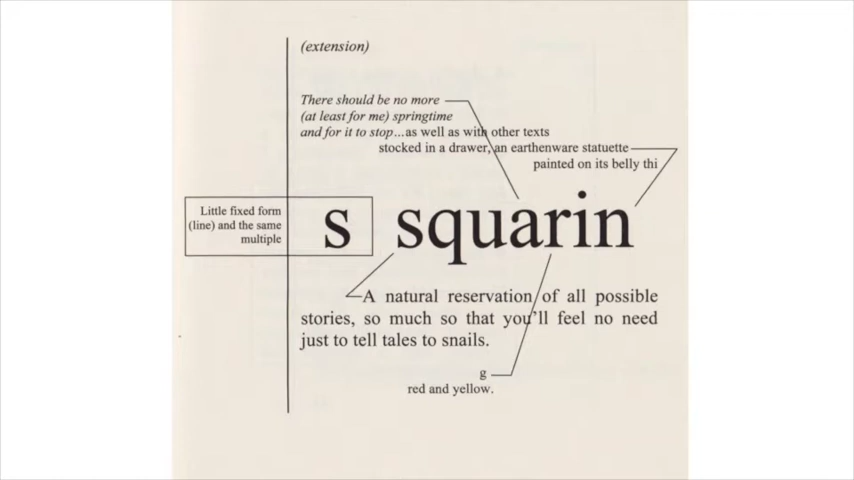 (extension)
There should be no more
(at least for me) springtime
and for it to stop...as well as with other texts
stocked in a drawer, an earthenware statuette
painted on its belly thi
Little fixed form
(line) and the same
multiple
s squarin
A natural reservation of all possible
stories, so much so that you'll feel no need
just to tell tales to snails.
g
red and yellow.